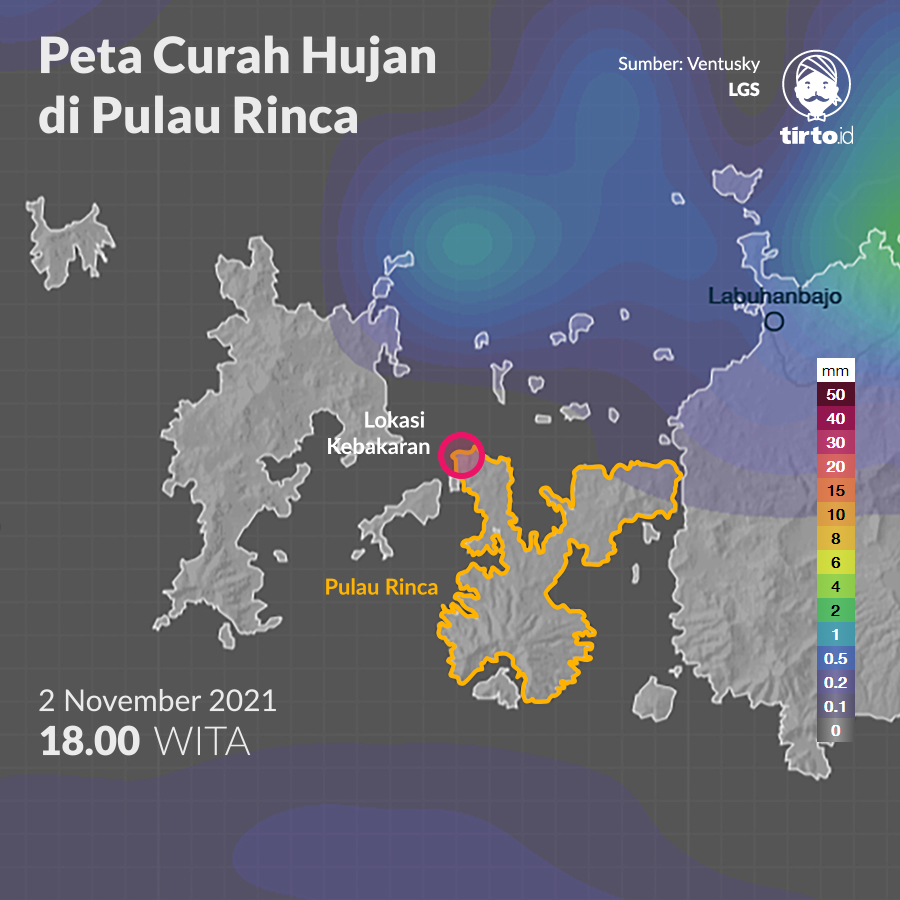 Peta Curah Hujan
di Pulau Rinca
Sumber: Ventusky
LGS
tirto.id
Labuhanbajo
mm
50
40
30
20
15
10
8
6
4
2
1
0.5
0.2
0.1
0
Lokasi
Kebakaran
Pulau Rinca
2 November 2021
18.00 WITA